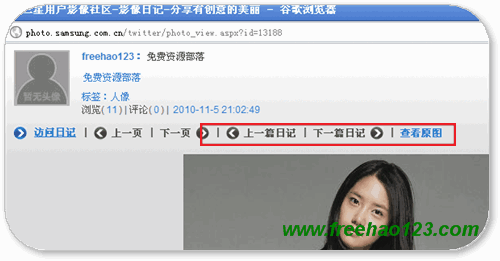 三星用户影像社区-影像日记-分享有创意的美丽 - 谷歌浏览器
photo.samsung.com.cn/twitter/photo_view.aspx?id=13188
freehao123： 免费资源部落
免费资源部落
暂无头像
标签：人像
浏览(11)|评论(0)| 2010-11-5 21:02:49
访问日记 | 上一页 | 下一页 | 上一篇日记 | 下一篇日记 | 查看原图
www.freehao123.com